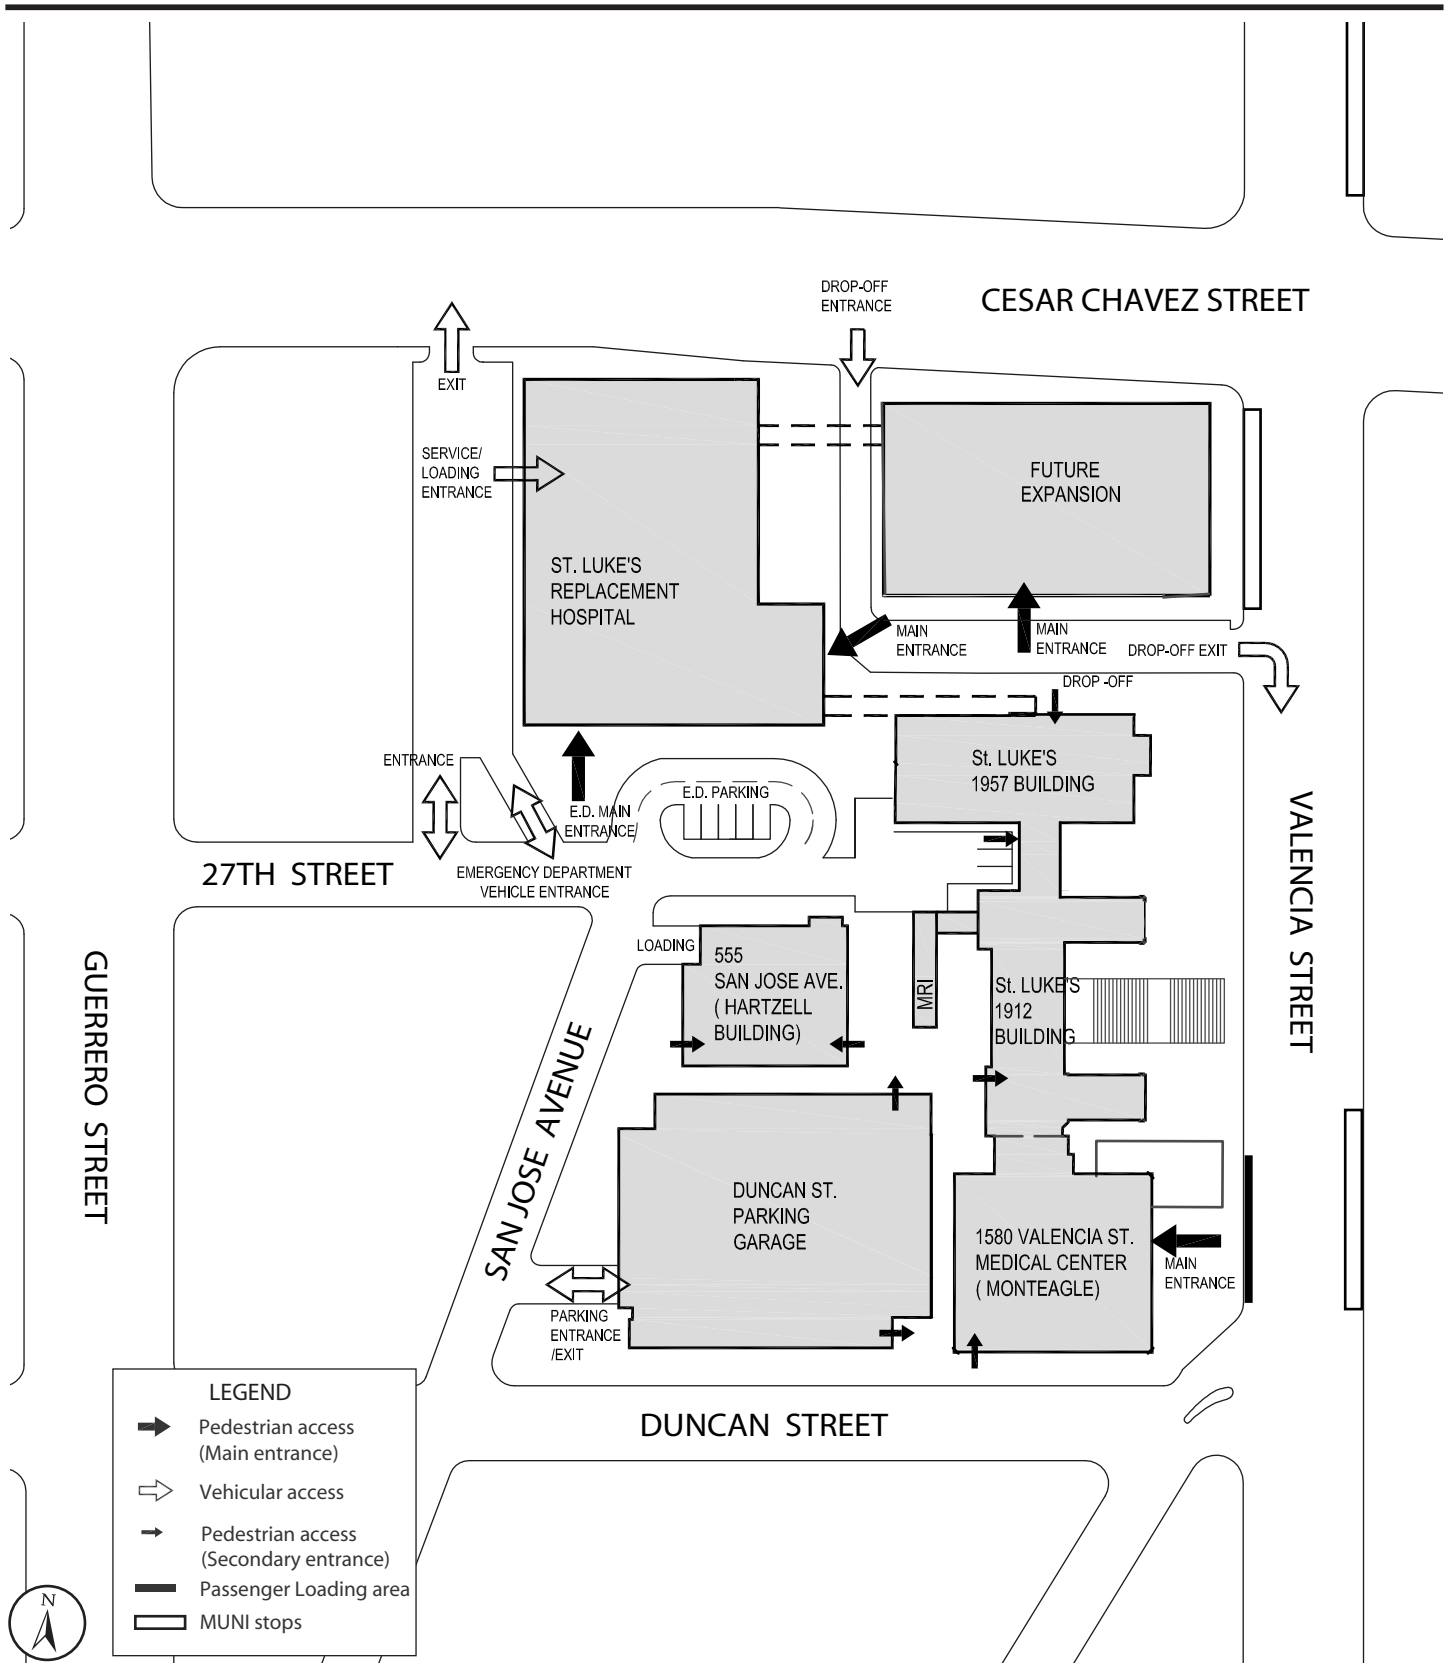 DROP-OFF
ENTRANCE
CESAR CHAVEZ STREET
EXIT
SERVICE/
LOADING
ENTRANCE
FUTURE
EXPANSION
ST. LUKE'S
REPLACEMENT
HOSPITAL
MAIN
ENTRANCE
MAIN
ENTRANCE
DROP-OFF EXIT
DROP -OFF
ENTRANCE
St. LUKE'S
1957 BUILDING
E.D. PARKING
E.D. MAIN
ENTRANCE/
27TH STREET
EMERGENCY DEPARTMENT
VEHICLE ENTRANCE
VALENCIA STREET
LOADING
555
SAN JOSE AVE.
( HARTZELL
BUILDING)
MRI
St. LUKE'S
1912
BUILDING
GUERRERO STREET
SAN JOSE AVENUE
DUNCAN ST.
PARKING
GARAGE
1580 VALENCIA ST.
MEDICAL CENTER
( MONTEAGLE)
MAIN
ENTRANCE
PARKING
ENTRANCE
/EXIT
DUNCAN STREET
LEGEND
Pedestrian access
(Main entrance)
Vehicular access
Pedestrian access
(Secondary entrance)
Passenger Loading area
MUNI stops
N